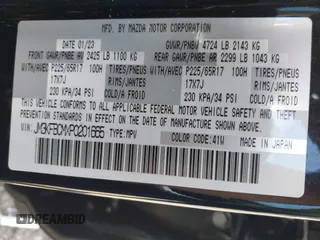 MFD. BY MAZDA MOTOR CORPORATION
DATE 01/23 GVWR/PNBV 4724 LB 2143 KG
FRONT GAWR/PNBE AV 2425 LB 1100 KG REAR GAWR/PNBE AR 2299 LB 1043 KG
WITH/AVEC P225/65R17 100H TIRES/PNEUS WITH/AVEC P225/65R17 100H TIRES/PNEUS
17X7J RIMS/JANTES 17X7J RIMS/JANTES
230 KPA/34 PSI COLD/A FROID 230 KPA/34 PSI COLD/A FROID
THIS VEHICLE CONFORMS TO ALL APPLICABLE FEDERAL MOTOR VEHICLE
SAFETY, BUMPER, AND THEFT PREVENTION STANDARDS IN EFFECT ON THE
DATE OF MANUFACTURE SHOWN ABOVE.
TYPE: MPV
COLOR CODE: 41W
MADE IN JAPAN
DREAMBID